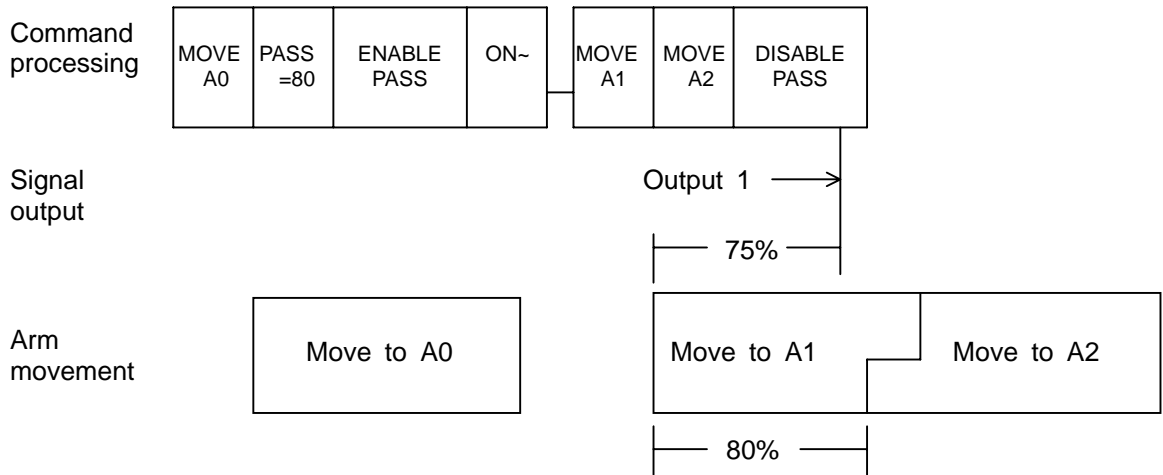 Command
processing
MOVE
A0
PASS
=80
ENABLE
PASS
ON~
MOVE
A1
MOVE
A2
DISABLE
PASS
Signal
output
Output 1
75%
Arm
movement
Move to A0
Move to A1
Move to A2
80%